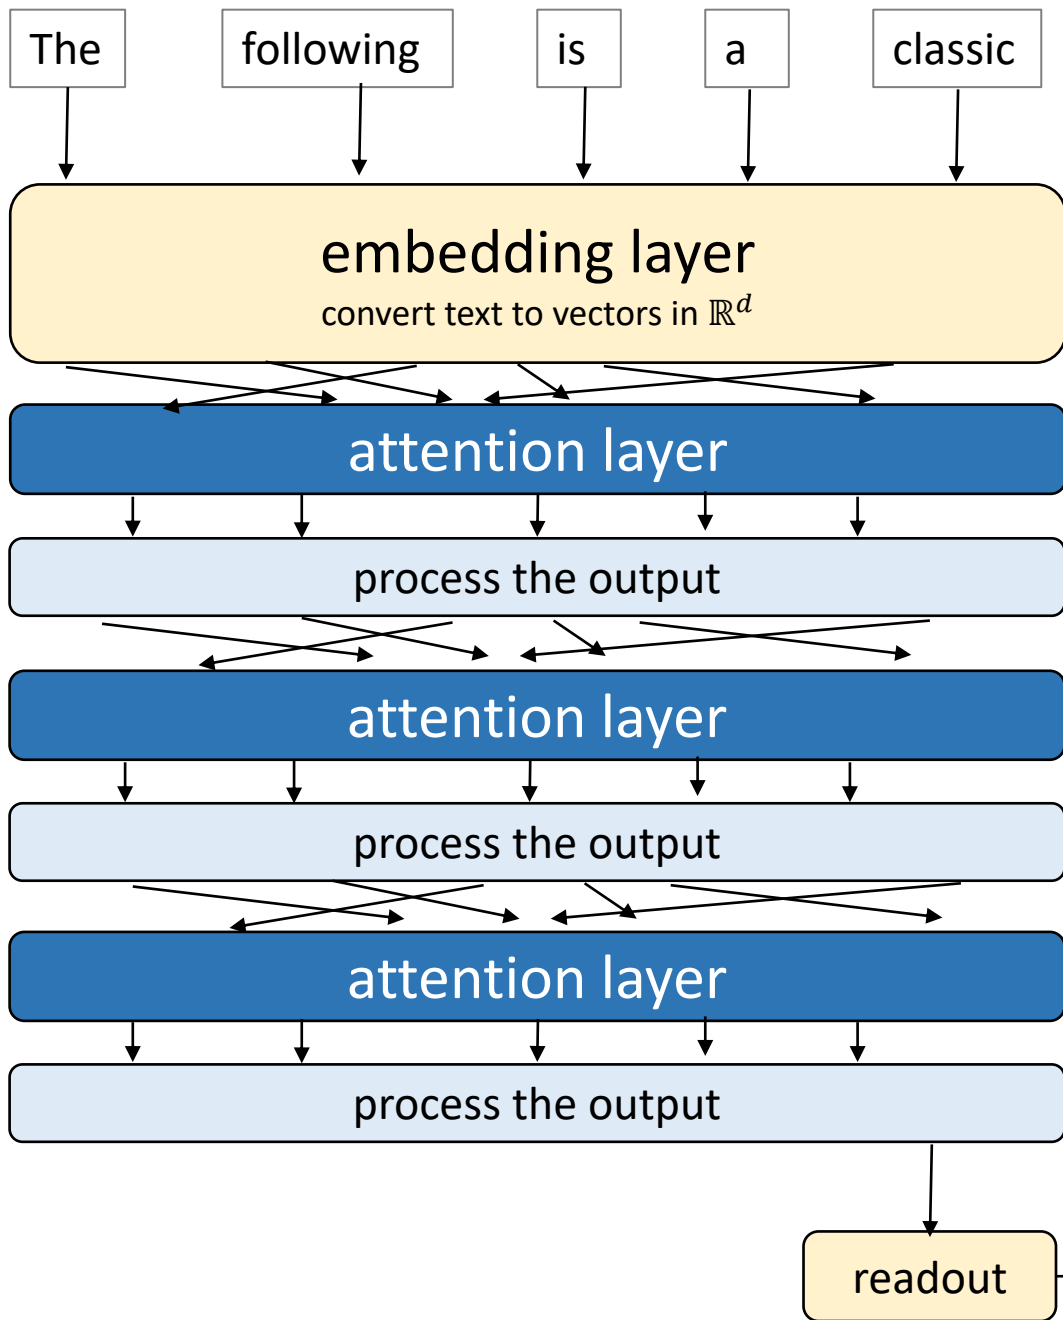 The following is a classic
embedding layer
convert text to vectors in ℝ^d
attention layer
process the output
attention layer
process the output
attention layer
process the output
readout